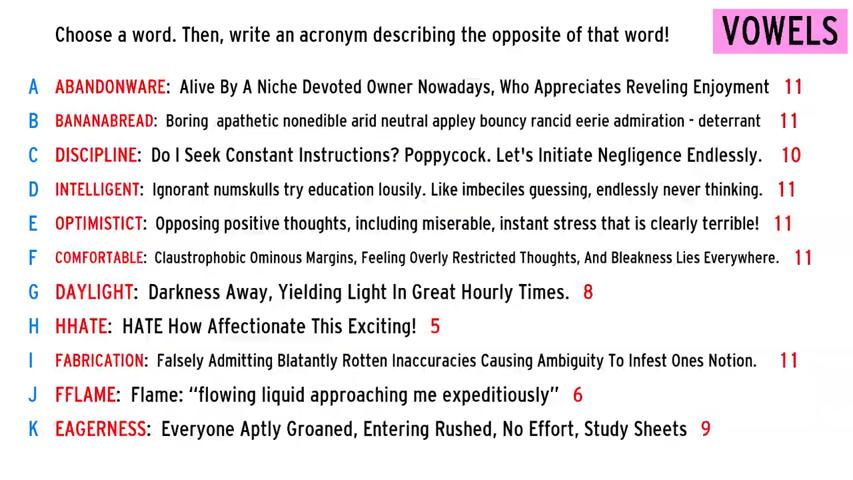 Choose a word. Then, write an acronym describing the opposite of that word!
VOWELS
A ABANDONWARE: Alive By A Niche Devoted Owner Nowadays, Who Appreciates Reveling Enjoyment 11
B BANANABREAD: Boring apathetic nonedible arid neutral appley bouncy rancid eerie admiration - deterrant 11
C DISCIPLINE: Do I Seek Constant Instructions? Poppycock. Let's Initiate Negligence Endlessly. 10
D INTELLIGENT: Ignorant numskulls try education lousily. Like imbeciles guessing, endlessly never thinking. 11
E OPTIMISTICT: Opposing positive thoughts, including miserable, instant stress that is clearly terrible! 11
F COMFORTABLE: Claustrophobic Ominous Margins, Feeling Overly Restricted Thoughts, And Bleakness Lies Everywhere. 11
G DAYLIGHT: Darkness Away, Yielding Light In Great Hourly Times. 8
H HHATE: HATE How Affectionate This Exciting! 5
I FABRICATION: Falsely Admitting Blatantly Rotten Inaccuracies Causing Ambiguity To Infest Ones Notion. 11
J FFLAME: Flame: “flowing liquid approaching me expeditiously” 6
K EAGERNESS: Everyone Aptly Groaned, Entering Rushed, No Effort, Study Sheets 9